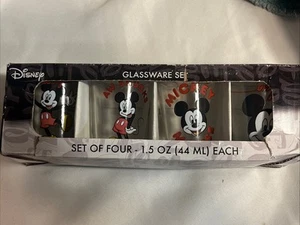 Disney
GLASSWARE SET
MICKEY
SET OF FOUR - 1.5 OZ (44 ML) EACH